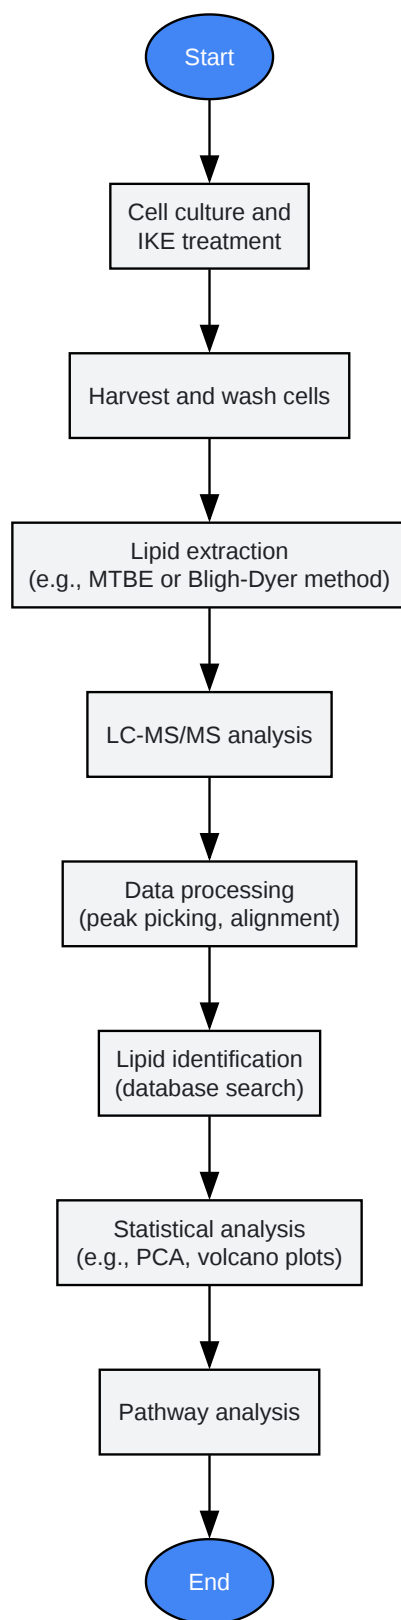 Start
Cell culture and
IKE treatment
Harvest and wash cells
Lipid extraction
(e.g., MTBE or Bligh-Dyer method)
LC-MS/MS analysis
Data processing
(peak picking, alignment)
Lipid identification
(database search)
Statistical analysis
(e.g., PCA, volcano plots)
Pathway analysis
End